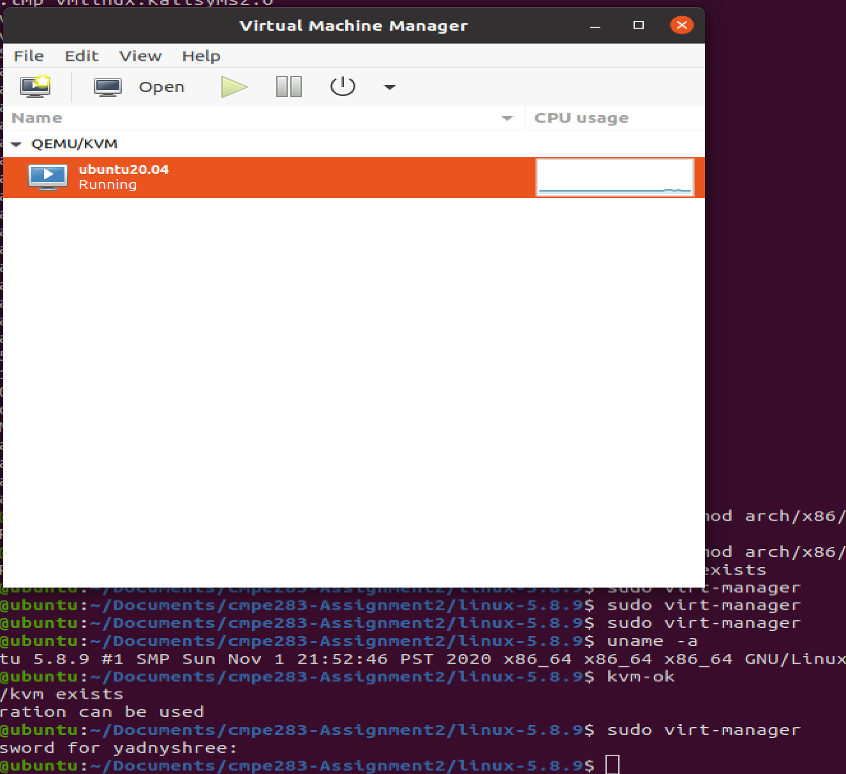 .tmp_vmlinux.kallsyms2.o
Virtual Machine Manager
File Edit View Help
Open
Name CPU usage
QEMU/KVM
ubuntu20.04
Running
mod arch/x86/
mod arch/x86/
exists
@ubuntu:~/Documents/cmpe283-Assignment2/linux-5.8.9$ sudo virt-manager
@ubuntu:~/Documents/cmpe283-Assignment2/linux-5.8.9$ sudo virt-manager
@ubuntu:~/Documents/cmpe283-Assignment2/linux-5.8.9$ sudo virt-manager
@ubuntu:~/Documents/cmpe283-Assignment2/linux-5.8.9$ uname -a
tu 5.8.9 #1 SMP Sun Nov 1 21:52:46 PST 2020 x86_64 x86_64 x86_64 GNU/Linux
@ubuntu:~/Documents/cmpe283-Assignment2/linux-5.8.9$ kvm-ok
/kvm exists
ration can be used
@ubuntu:~/Documents/cmpe283-Assignment2/linux-5.8.9$ sudo virt-manager
sword for yadnyshree:
@ubuntu:~/Documents/cmpe283-Assignment2/linux-5.8.9$